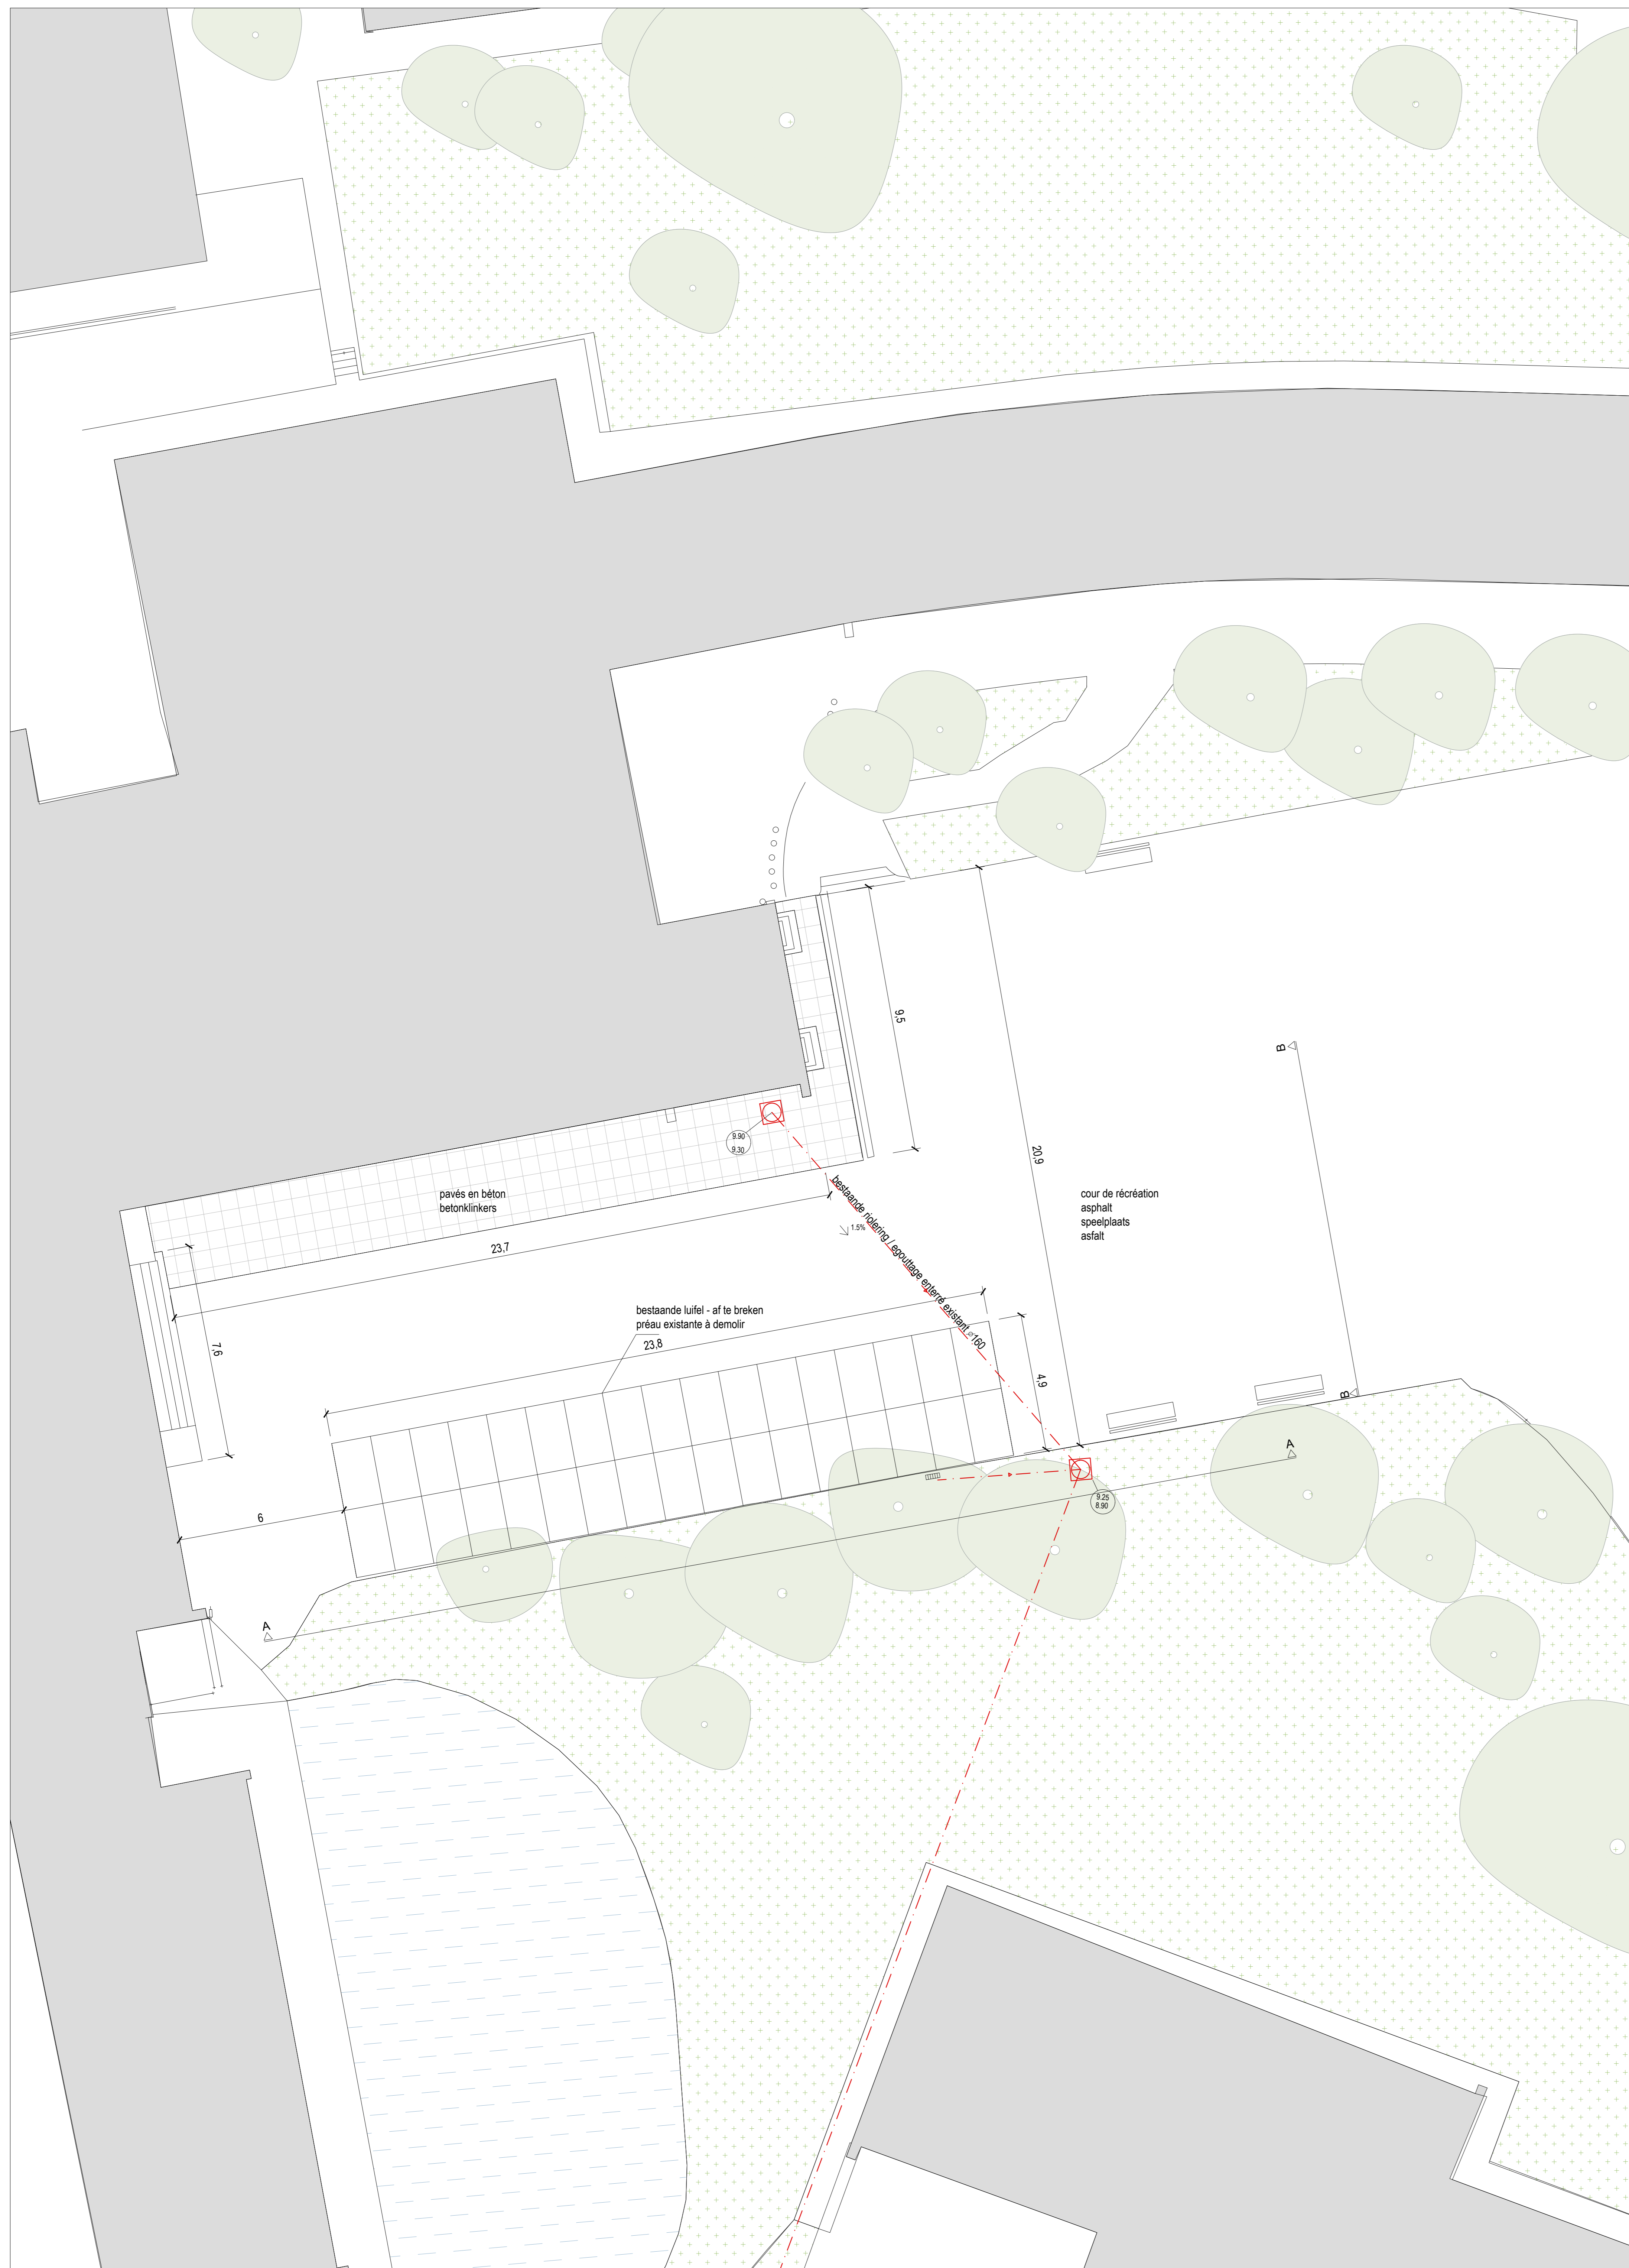 9,5
B
20,9
9.90
9.30
pavés en béton
betonklinkers
cour de récréation
asphalt
speelplaats
asfalt
23,7
1.5%
bestaande riolering / egouttage enterré existant ⌀160
bestaande luifel - af te breken
préau existante à demolir
23,8
7,6
4,9
B
A
9.25
8.90
6
A